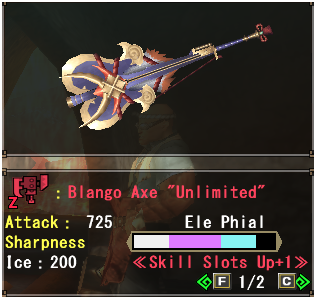 Z : Blango Axe "Unlimited"
Attack : 725 Ele Phial
Sharpness
Ice : 200 ≪Skill Slots Up+1≫
F 1/2 C